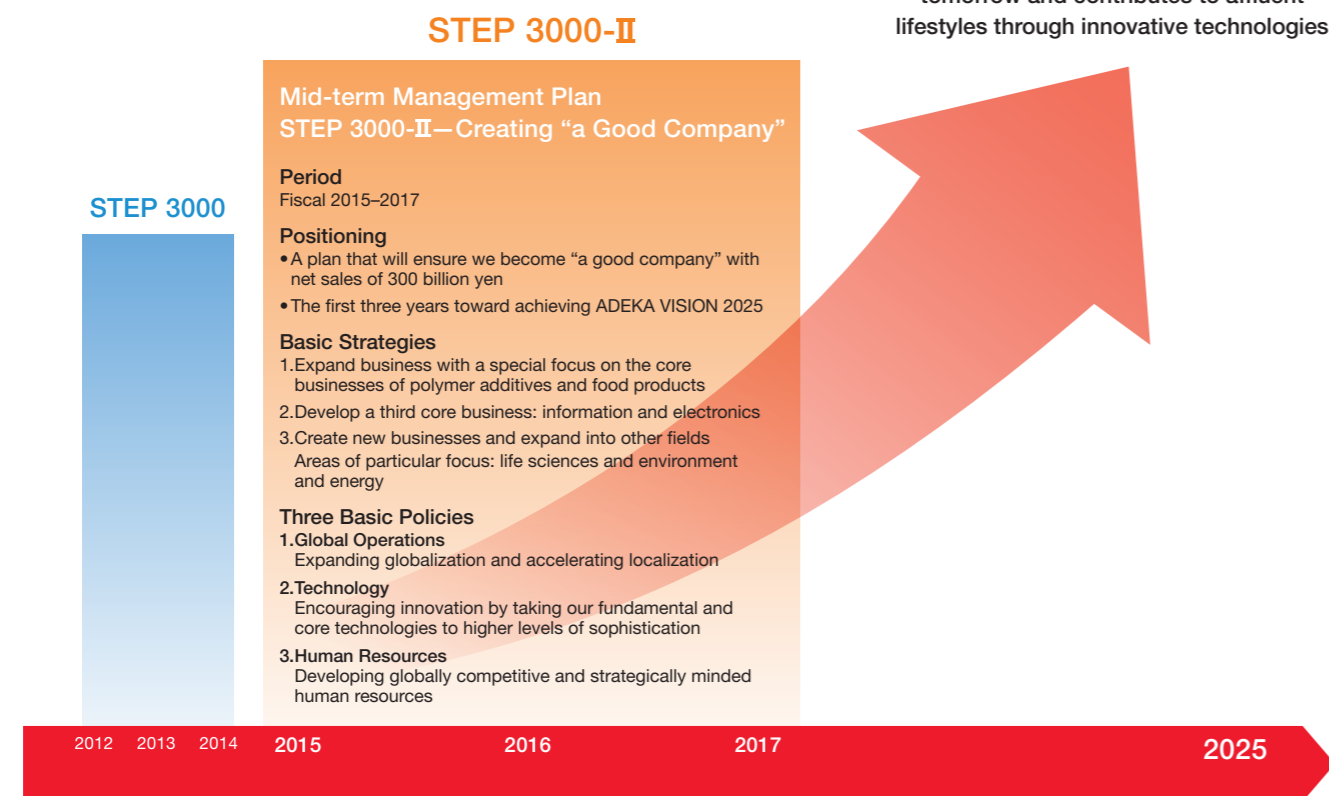 tomorrow and contributes to affluent
lifestyles through innovative technologies
STEP 3000-Ⅱ
Mid-term Management Plan
STEP 3000-Ⅱ—Creating “a Good Company”
Period
Fiscal 2015–2017
Positioning
•A plan that will ensure we become “a good company” with
net sales of 300 billion yen
•The first three years toward achieving ADEKA VISION 2025
Basic Strategies
1.Expand business with a special focus on the core
businesses of polymer additives and food products
2.Develop a third core business: information and electronics
3.Create new businesses and expand into other fields
Areas of particular focus: life sciences and environment
and energy
Three Basic Policies
1.Global Operations
Expanding globalization and accelerating localization
2.Technology
Encouraging innovation by taking our fundamental and
core technologies to higher levels of sophistication
3.Human Resources
Developing globally competitive and strategically minded
human resources
STEP 3000
2012 2013 2014 2015 2016 2017 2025